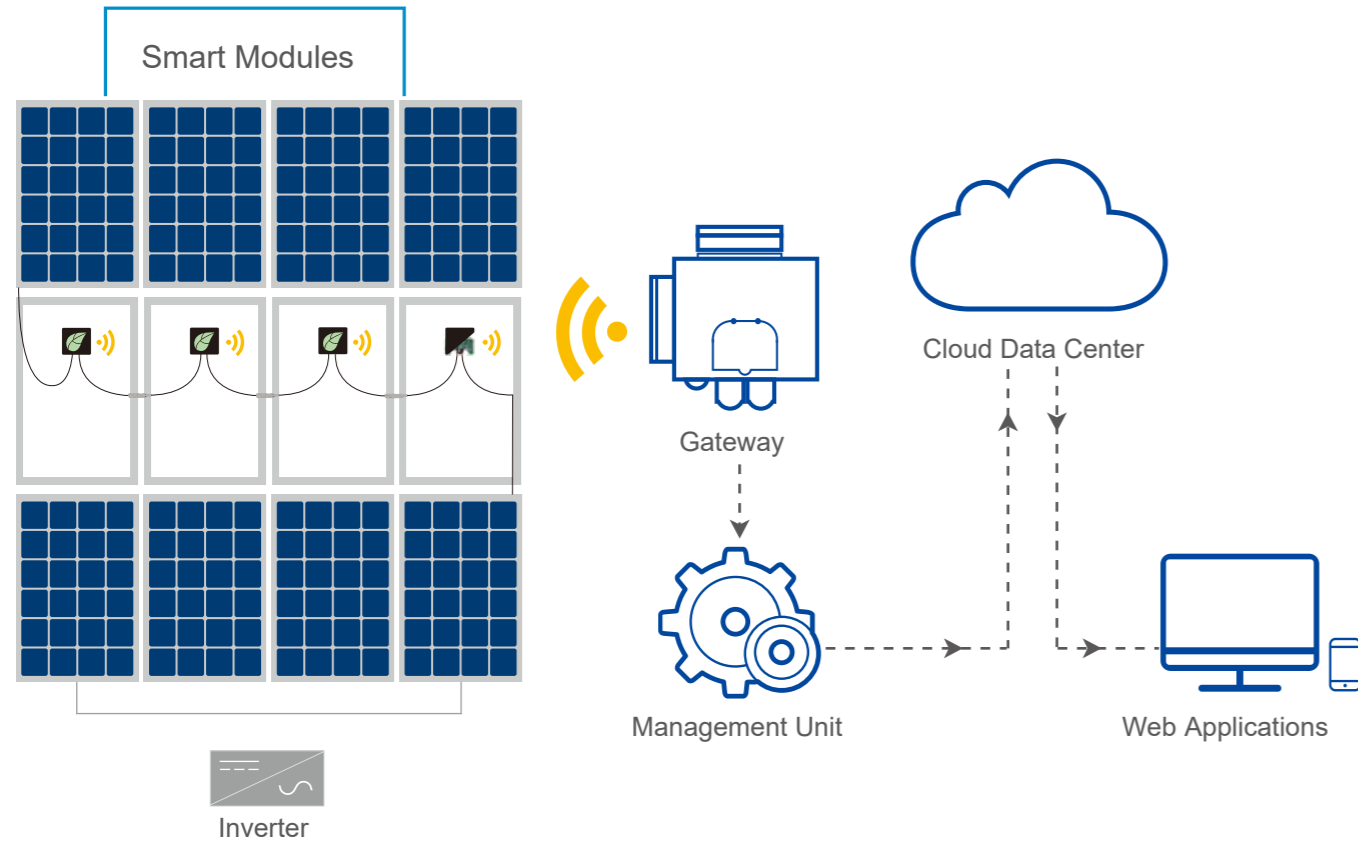 Smart Modules
Gateway
Cloud Data Center
Management Unit
Web Applications
Inverter